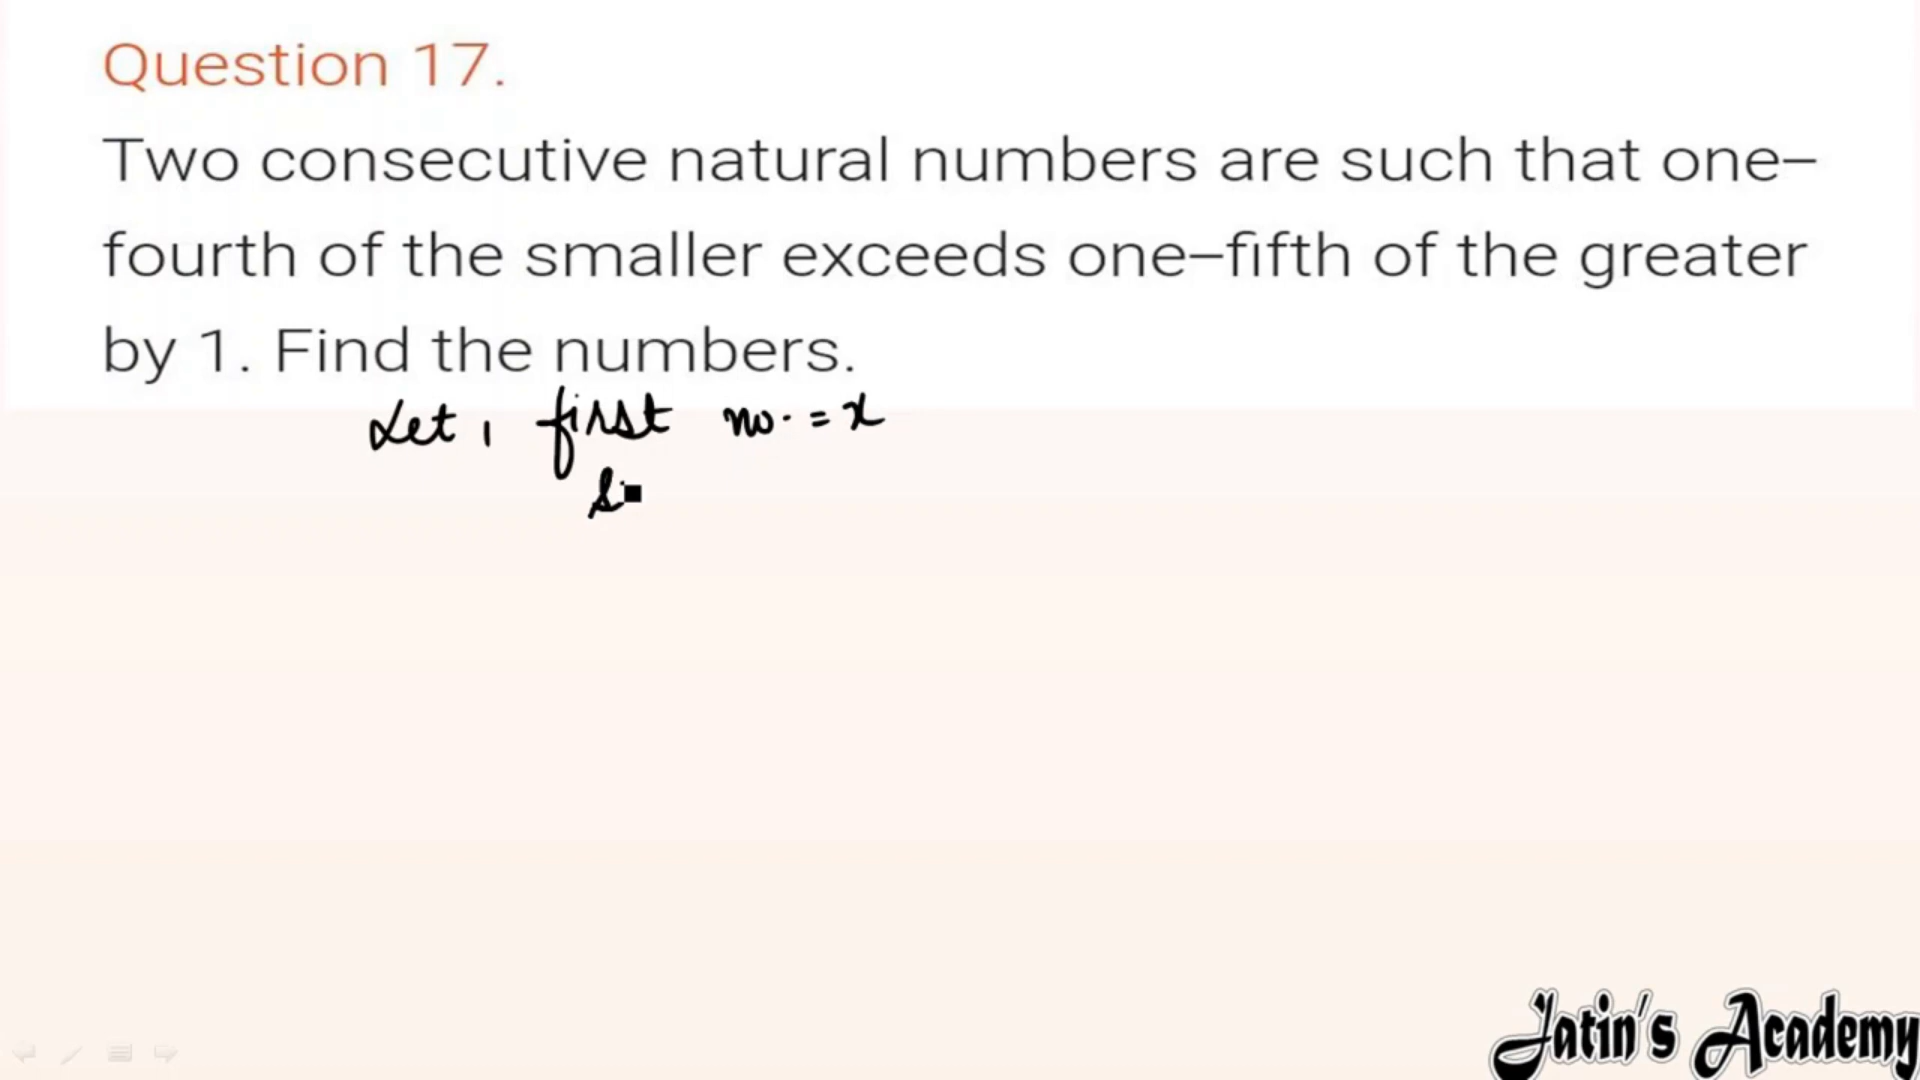 Question 17.
Two consecutive natural numbers are such that one–
fourth of the smaller exceeds one–fifth of the greater
by 1. Find the numbers.
Let, first no. = x
s
Jatin's Academy